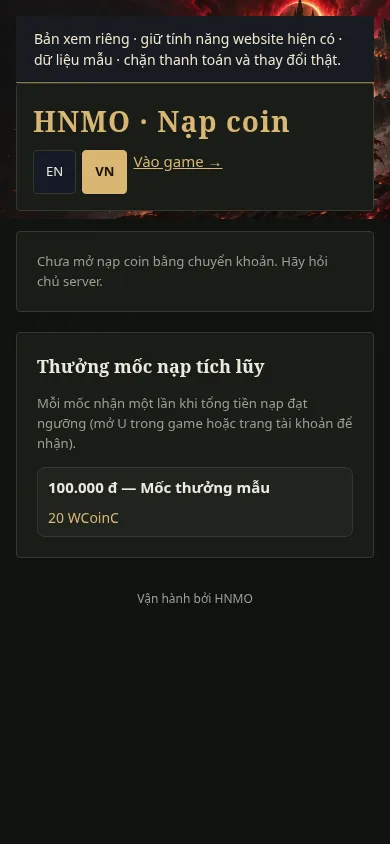 Bản xem riêng · giữ tính năng website hiện có ·
dữ liệu mẫu · chặn thanh toán và thay đổi thật.
HNMO · Nạp coin
EN VN Vào game →
Chưa mở nạp coin bằng chuyển khoản. Hãy hỏi
chủ server.
Thưởng mốc nạp tích lũy
Mỗi mốc nhận một lần khi tổng tiền nạp đạt
ngưỡng (mở U trong game hoặc trang tài khoản để
nhận).
100.000 đ — Mốc thưởng mẫu
20 WCoinC
Vận hành bởi HNMO